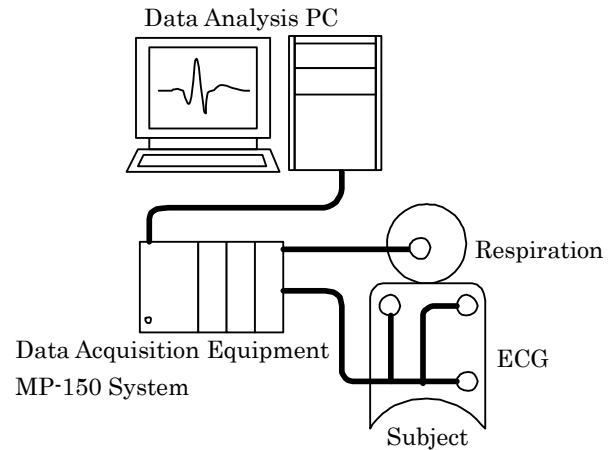 Data Analysis PC
Respiration
Data Acquisition Equipment
MP-150 System
ECG
Subject